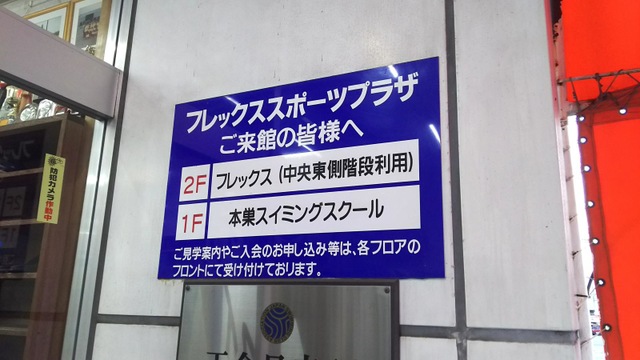 フレックススポーツプラザ
ご来館の皆様へ
2F フレックス (中央東側階段利用)
1F 本巣スイミングスクール
ご見学案内やご入会のお申し込み等は、各フロアの
フロントにて受け付けております。
防犯カメラ作動中